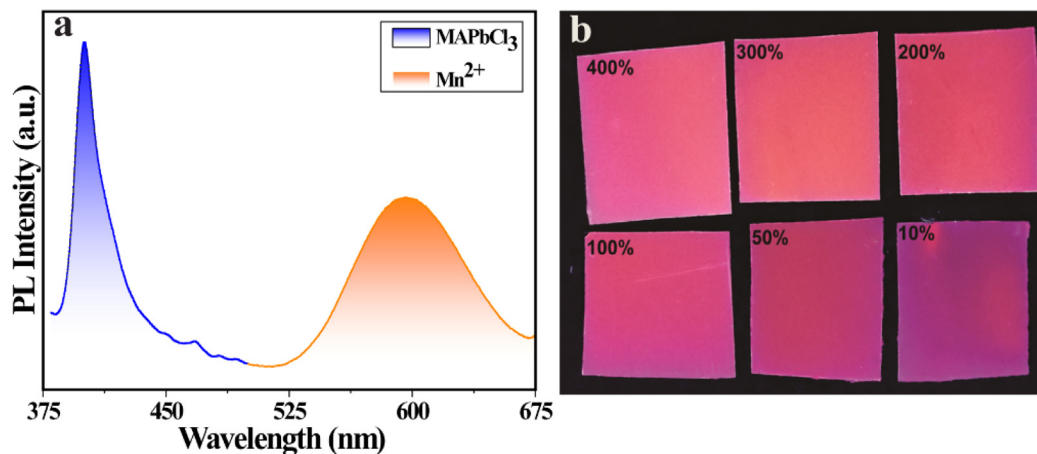 a
MAPbCl₃
Mn²⁺
PL Intensity (a.u.)
375 450 525 600 675
Wavelength (nm)
b
400% 300% 200%
100% 50% 10%